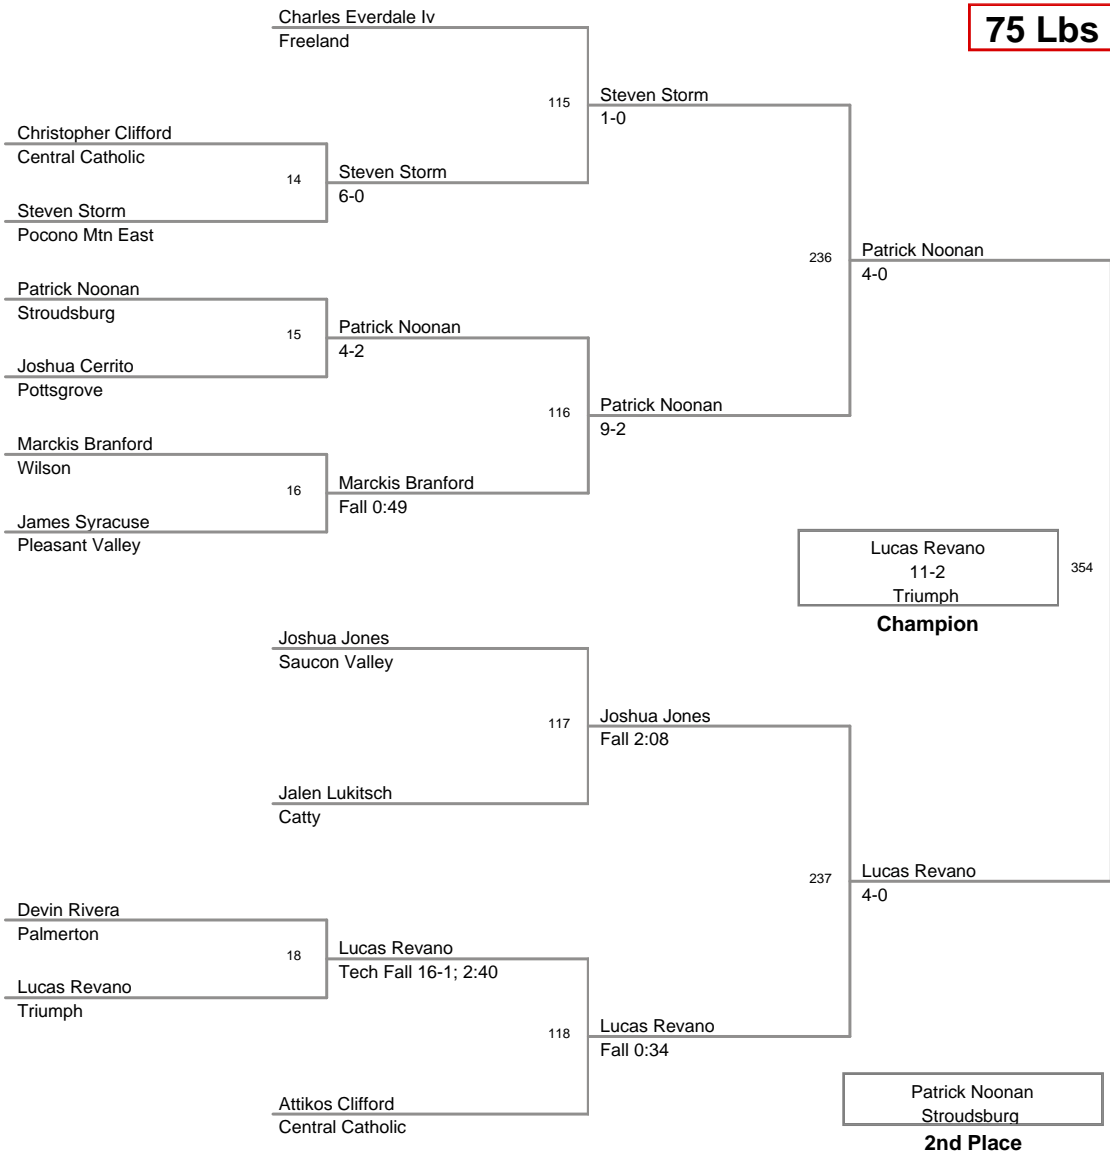 75 Lbs
Charles Everdale Iv
Freeland
115
Steven Storm
1-0
Christopher Clifford
Central Catholic
14
Steven Storm
6-0
Steven Storm
Pocono Mtn East
236
Patrick Noonan
4-0
Patrick Noonan
Stroudsburg
15
Patrick Noonan
4-2
Joshua Cerrito
Pottsgrove
116
Patrick Noonan
9-2
Marckis Branford
Wilson
16
Marckis Branford
Fall 0:49
James Syracuse
Pleasant Valley
Lucas Revano
11-2
Triumph
354
Champion
Joshua Jones
Saucon Valley
117
Joshua Jones
Fall 2:08
Jalen Lukitsch
Catty
237
Lucas Revano
4-0
Devin Rivera
Palmerton
18
Lucas Revano
Tech Fall 16-1; 2:40
Lucas Revano
Triumph
118
Lucas Revano
Fall 0:34
Attikos Clifford
Central Catholic
Patrick Noonan
Stroudsburg
2nd Place